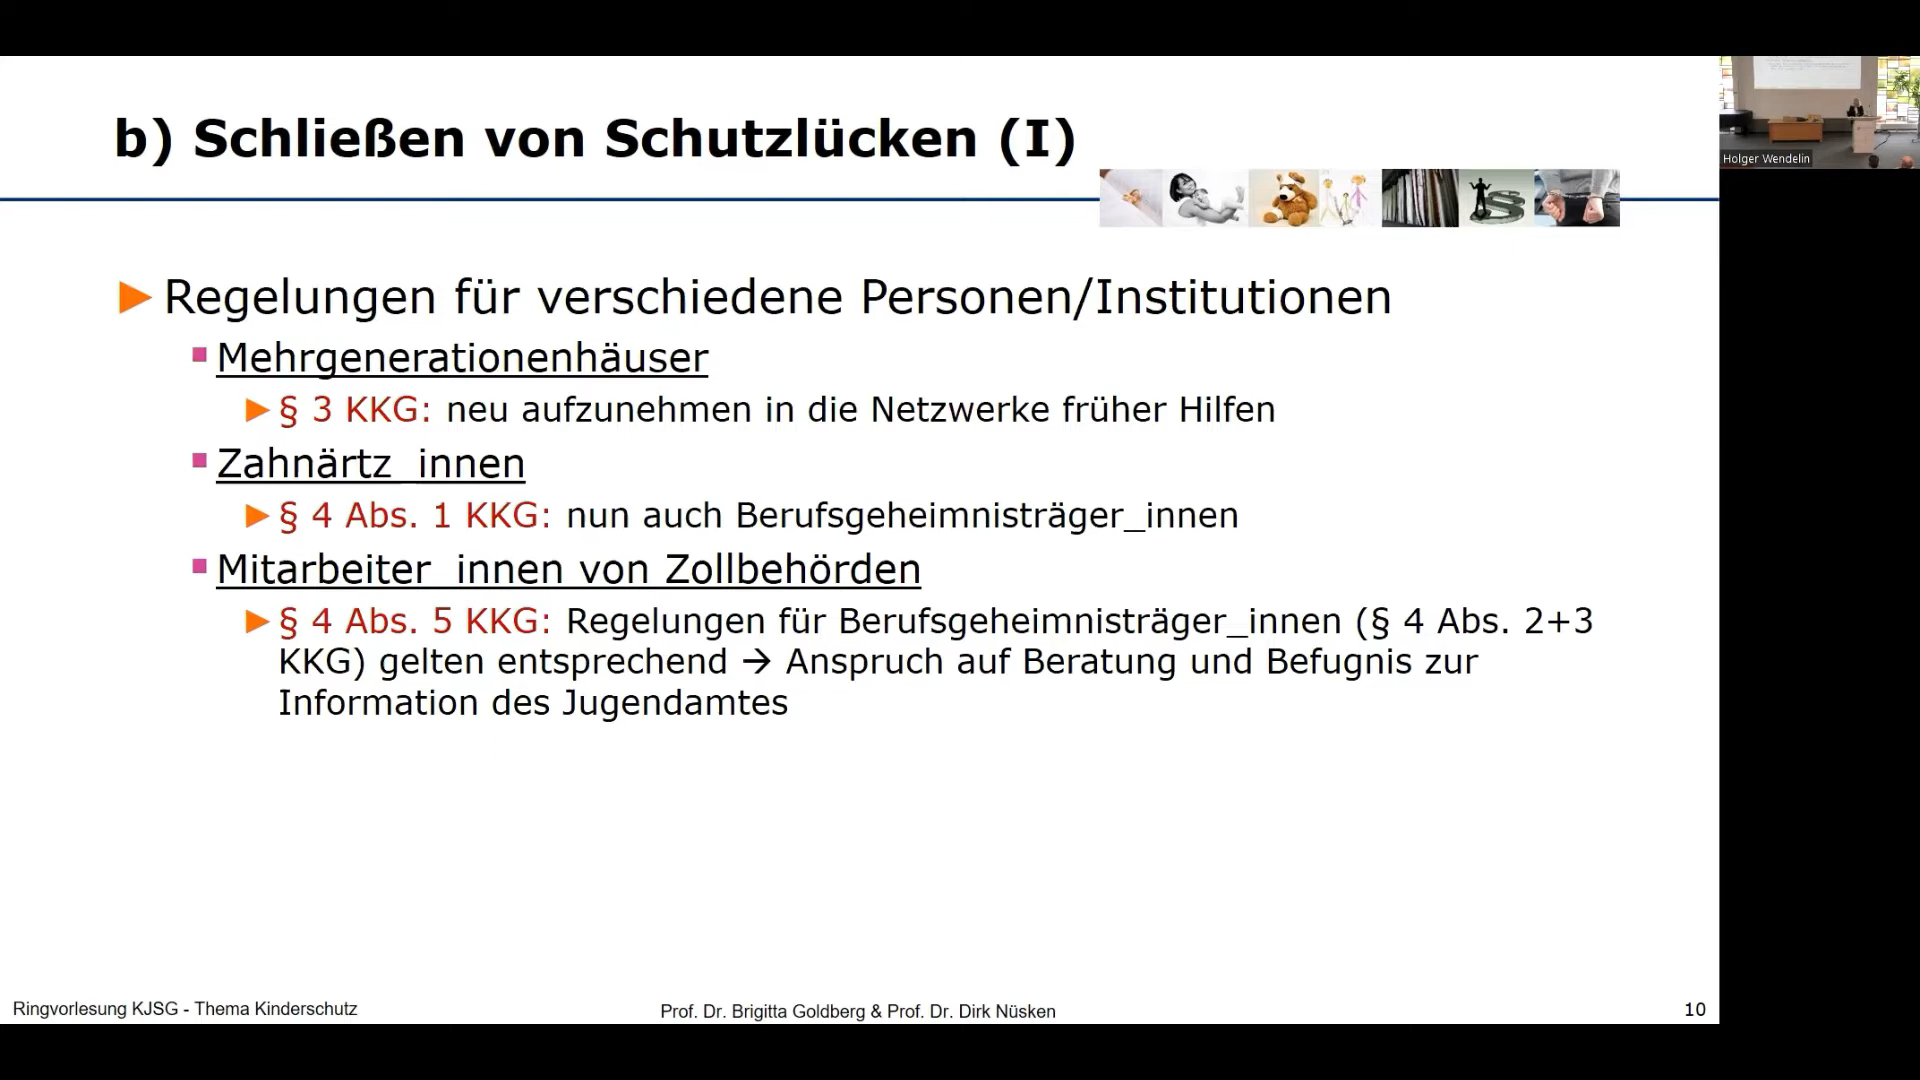 b) Schließen von Schutzlücken (I)
Holger Wendelin
►Regelungen für verschiedene Personen/Institutionen
▪Mehrgenerationenhäuser
►§ 3 KKG: neu aufzunehmen in die Netzwerke früher Hilfen
▪Zahnärtz_innen
►§ 4 Abs. 1 KKG: nun auch Berufsgeheimnisträger_innen
▪Mitarbeiter_innen von Zollbehörden
►§ 4 Abs. 5 KKG: Regelungen für Berufsgeheimnisträger_innen (§ 4 Abs. 2+3
KKG) gelten entsprechend → Anspruch auf Beratung und Befugnis zur
Information des Jugendamtes
Ringvorlesung KJSG - Thema Kinderschutz
Prof. Dr. Brigitta Goldberg & Prof. Dr. Dirk Nüsken
10